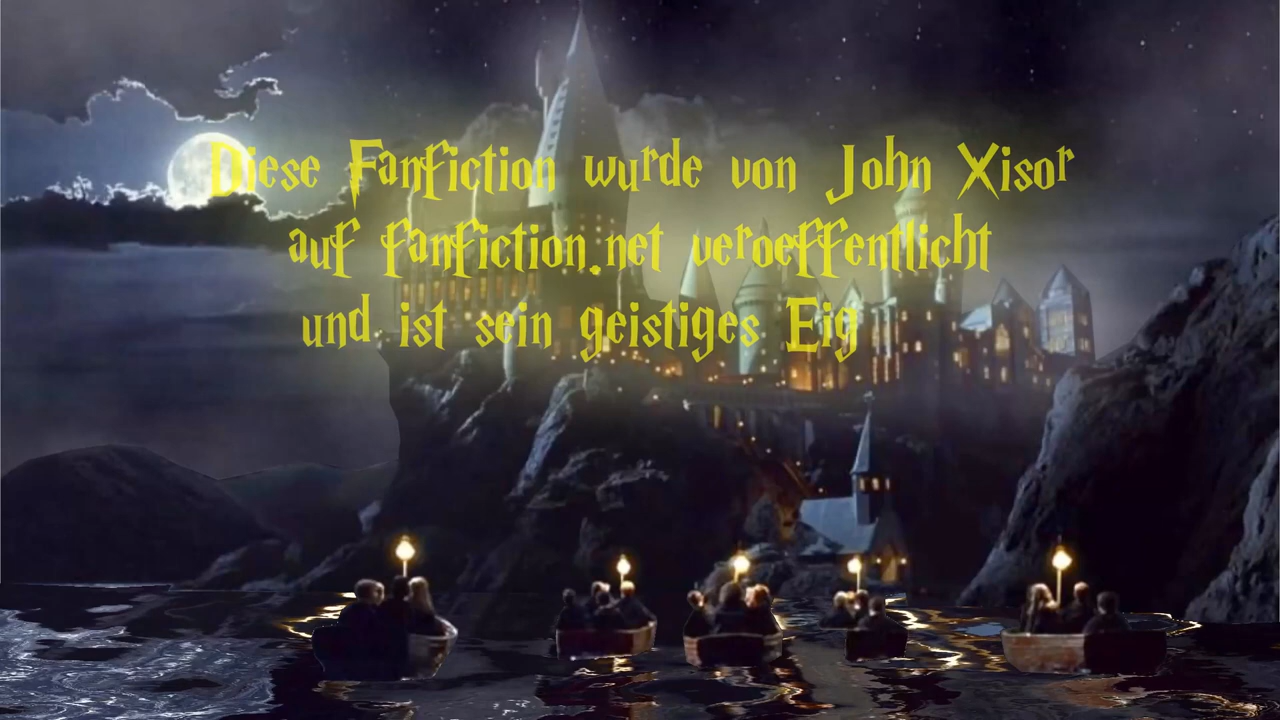 Diese Fanfiction wurde von John Xisor
auf fanfiction.net veroeffentlicht
und ist sein geistiges Eig